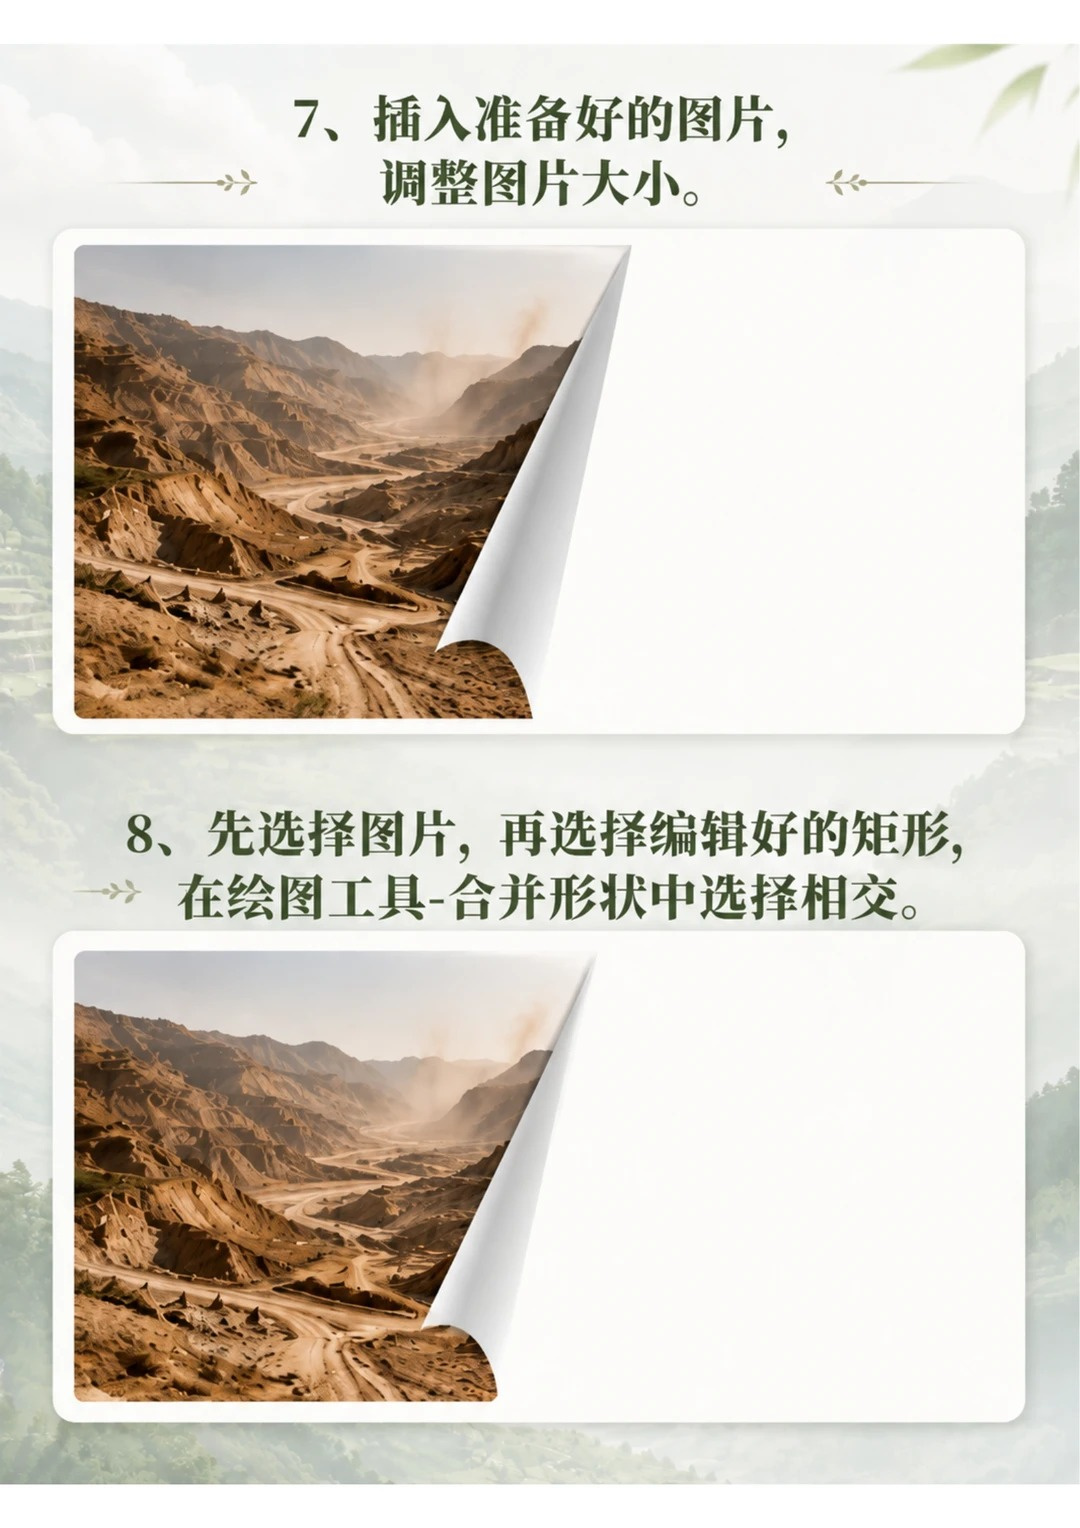 7、插入准备好的图片，
调整图片大小。
8、先选择图片，再选择编辑好的矩形，
在绘图工具-合并形状中选择相交。